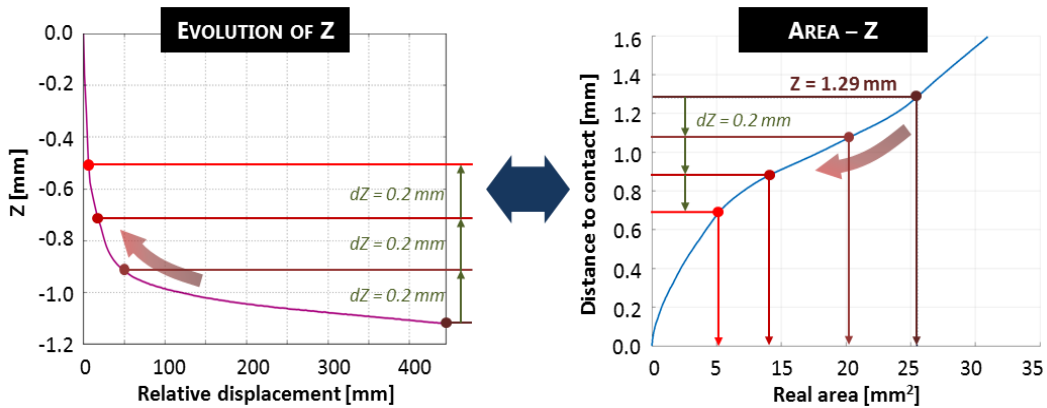 EVOLUTION OF Z
0.0
-0.2
-0.4
-0.6
-0.8
-1.0
-1.2
Z [mm]
dZ = 0.2 mm
dZ = 0.2 mm
dZ = 0.2 mm
0 50 100 200 300 400
Relative displacement [mm]
AREA – Z
1.6
1.4
1.2
1.0
0.8
0.6
0.4
0.2
0.0
Distance to contact [mm]
Z = 1.29 mm
dZ = 0.2 mm
0 5 10 15 20 25 30 35
Real area [mm²]